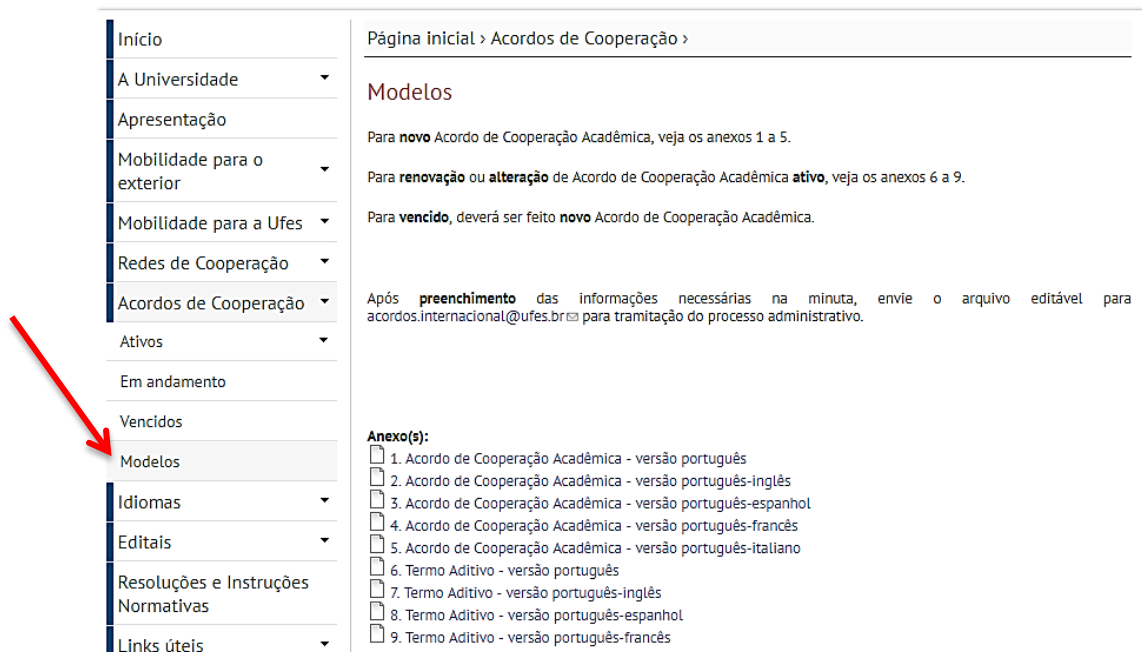 Início
A Universidade
Apresentação
Mobilidade para o
exterior
Mobilidade para a Ufes
Redes de Cooperação
Acordos de Cooperação
Ativos
Em andamento
Vencidos
Modelos
Idiomas
Editais
Resoluções e Instruções
Normativas
Links úteis
Página inicial › Acordos de Cooperação ›
Modelos
Para novo Acordo de Cooperação Acadêmica, veja os anexos 1 a 5.
Para renovação ou alteração de Acordo de Cooperação Acadêmica ativo, veja os anexos 6 a 9.
Para vencido, deverá ser feito novo Acordo de Cooperação Acadêmica.
Após preenchimento das informações necessárias na minuta, envie o arquivo editável para
acordos.internacional@ufes.br para tramitação do processo administrativo.
Anexo(s):
1. Acordo de Cooperação Acadêmica - versão português
2. Acordo de Cooperação Acadêmica - versão português-inglês
3. Acordo de Cooperação Acadêmica - versão português-espanhol
4. Acordo de Cooperação Acadêmica - versão português-francês
5. Acordo de Cooperação Acadêmica - versão português-italiano
6. Termo Aditivo - versão português
7. Termo Aditivo - versão português-inglês
8. Termo Aditivo - versão português-espanhol
9. Termo Aditivo - versão português-francês